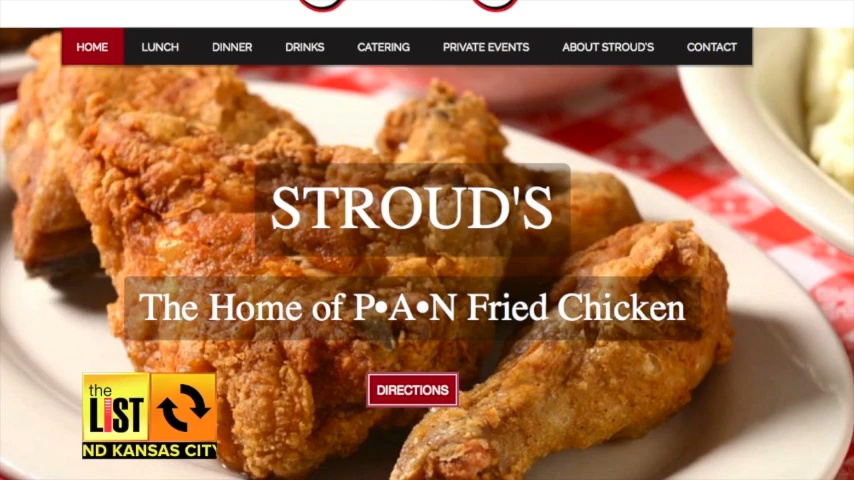 HOME LUNCH DINNER DRINKS CATERING PRIVATE EVENTS ABOUT STROUD'S CONTACT
STROUD'S
The Home of P•A•N Fried Chicken
DIRECTIONS
the
LIST
ND KANSAS CITY